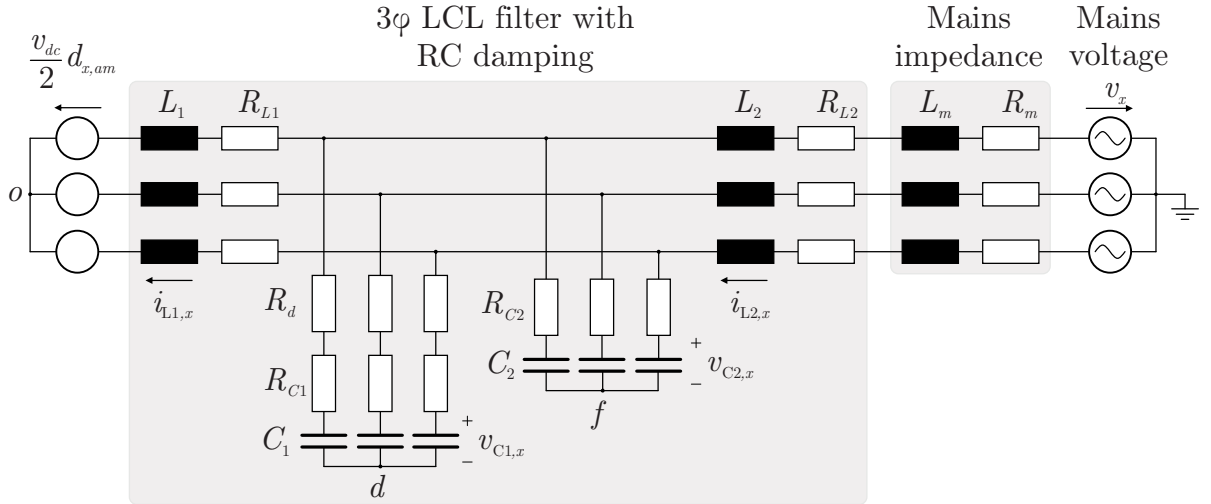 3φ LCL filter with
RC damping
Mains
impedance
Mains
voltage
v_dc/2 d_x,am
L_1 R_L1 L_2 R_L2 L_m R_m v_x
o
i_L1,x R_d R_C2 i_L2,x
R_C1 C_2 + − v_C2,x
f
C_1 + − v_C1,x
d